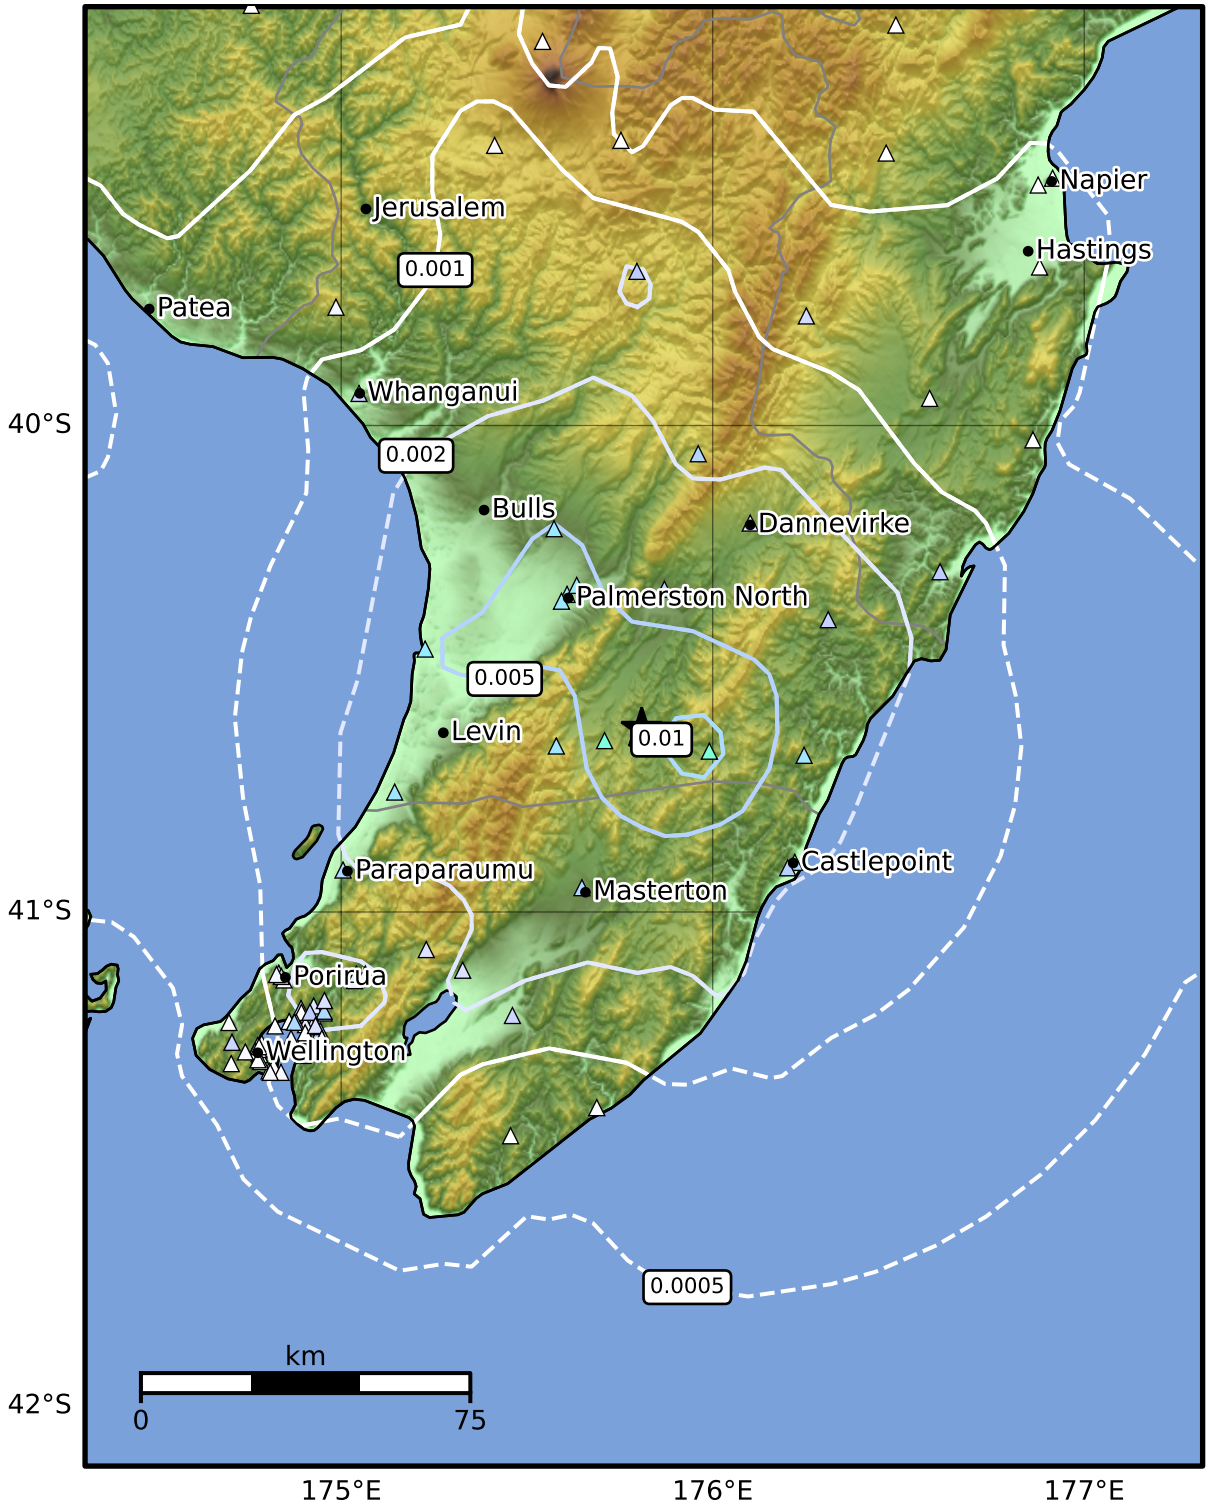 Napier
Jerusalem
Hastings
0.001
Patea
Whanganui
40°S
0.002
Bulls
Dannevirke
Palmerston North
0.005
Levin
0.01
Castlepoint
Paraparaumu
Masterton
41°S
Porirua
Wellington
0.0005
km
0
75
42°S
175°E
176°E
177°E